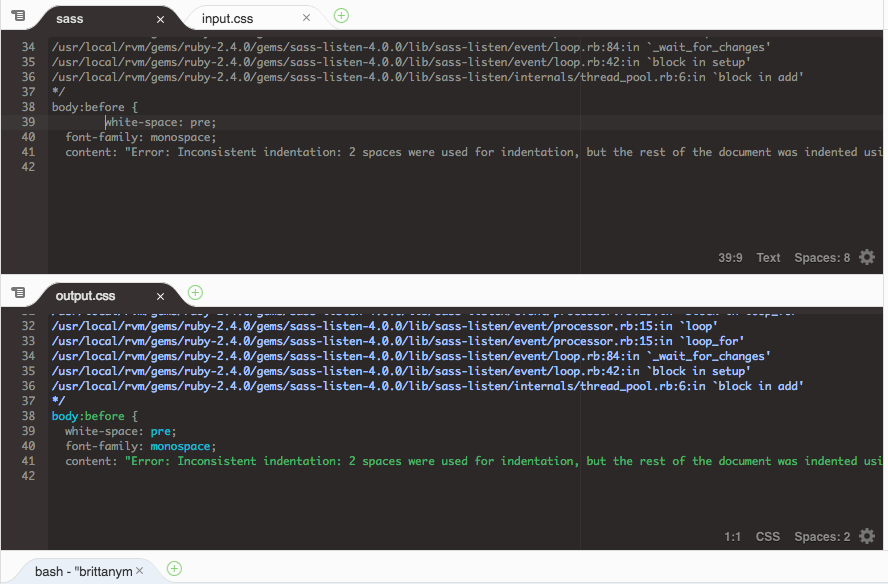 sass
input.css
34 /usr/local/rvm/gems/ruby-2.4.0/gems/sass-listen-4.0.0/lib/sass-listen/event/loop.rb:84:in `_wait_for_changes'
35 /usr/local/rvm/gems/ruby-2.4.0/gems/sass-listen-4.0.0/lib/sass-listen/event/loop.rb:42:in `block in setup'
36 /usr/local/rvm/gems/ruby-2.4.0/gems/sass-listen-4.0.0/lib/sass-listen/internals/thread_pool.rb:6:in `block in add'
37 */
38 body:before {
39 white-space: pre;
40 font-family: monospace;
41 content: "Error: Inconsistent indentation: 2 spaces were used for indentation, but the rest of the document was indented usi
42
39:9 Text Spaces: 8
output.css
32 /usr/local/rvm/gems/ruby-2.4.0/gems/sass-listen-4.0.0/lib/sass-listen/event/processor.rb:15:in `loop'
33 /usr/local/rvm/gems/ruby-2.4.0/gems/sass-listen-4.0.0/lib/sass-listen/event/processor.rb:15:in `loop_for'
34 /usr/local/rvm/gems/ruby-2.4.0/gems/sass-listen-4.0.0/lib/sass-listen/event/loop.rb:84:in `_wait_for_changes'
35 /usr/local/rvm/gems/ruby-2.4.0/gems/sass-listen-4.0.0/lib/sass-listen/event/loop.rb:42:in `block in setup'
36 /usr/local/rvm/gems/ruby-2.4.0/gems/sass-listen-4.0.0/lib/sass-listen/internals/thread_pool.rb:6:in `block in add'
37 */
38 body:before {
39 white-space: pre;
40 font-family: monospace;
41 content: "Error: Inconsistent indentation: 2 spaces were used for indentation, but the rest of the document was indented usi
42
1:1 CSS Spaces: 2
bash - "brittanym